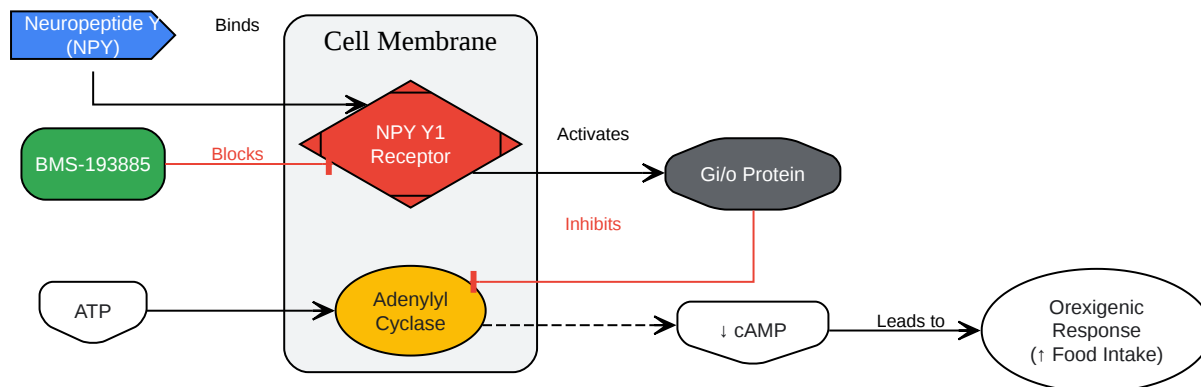 Neuropeptide Y
(NPY)
Binds
Cell Membrane
NPY Y1
Receptor
BMS-193885
Blocks
Activates
Gi/o Protein
Inhibits
ATP
Adenylyl
Cyclase
↓ cAMP
Leads to
Orexigenic
Response
(↑ Food Intake)